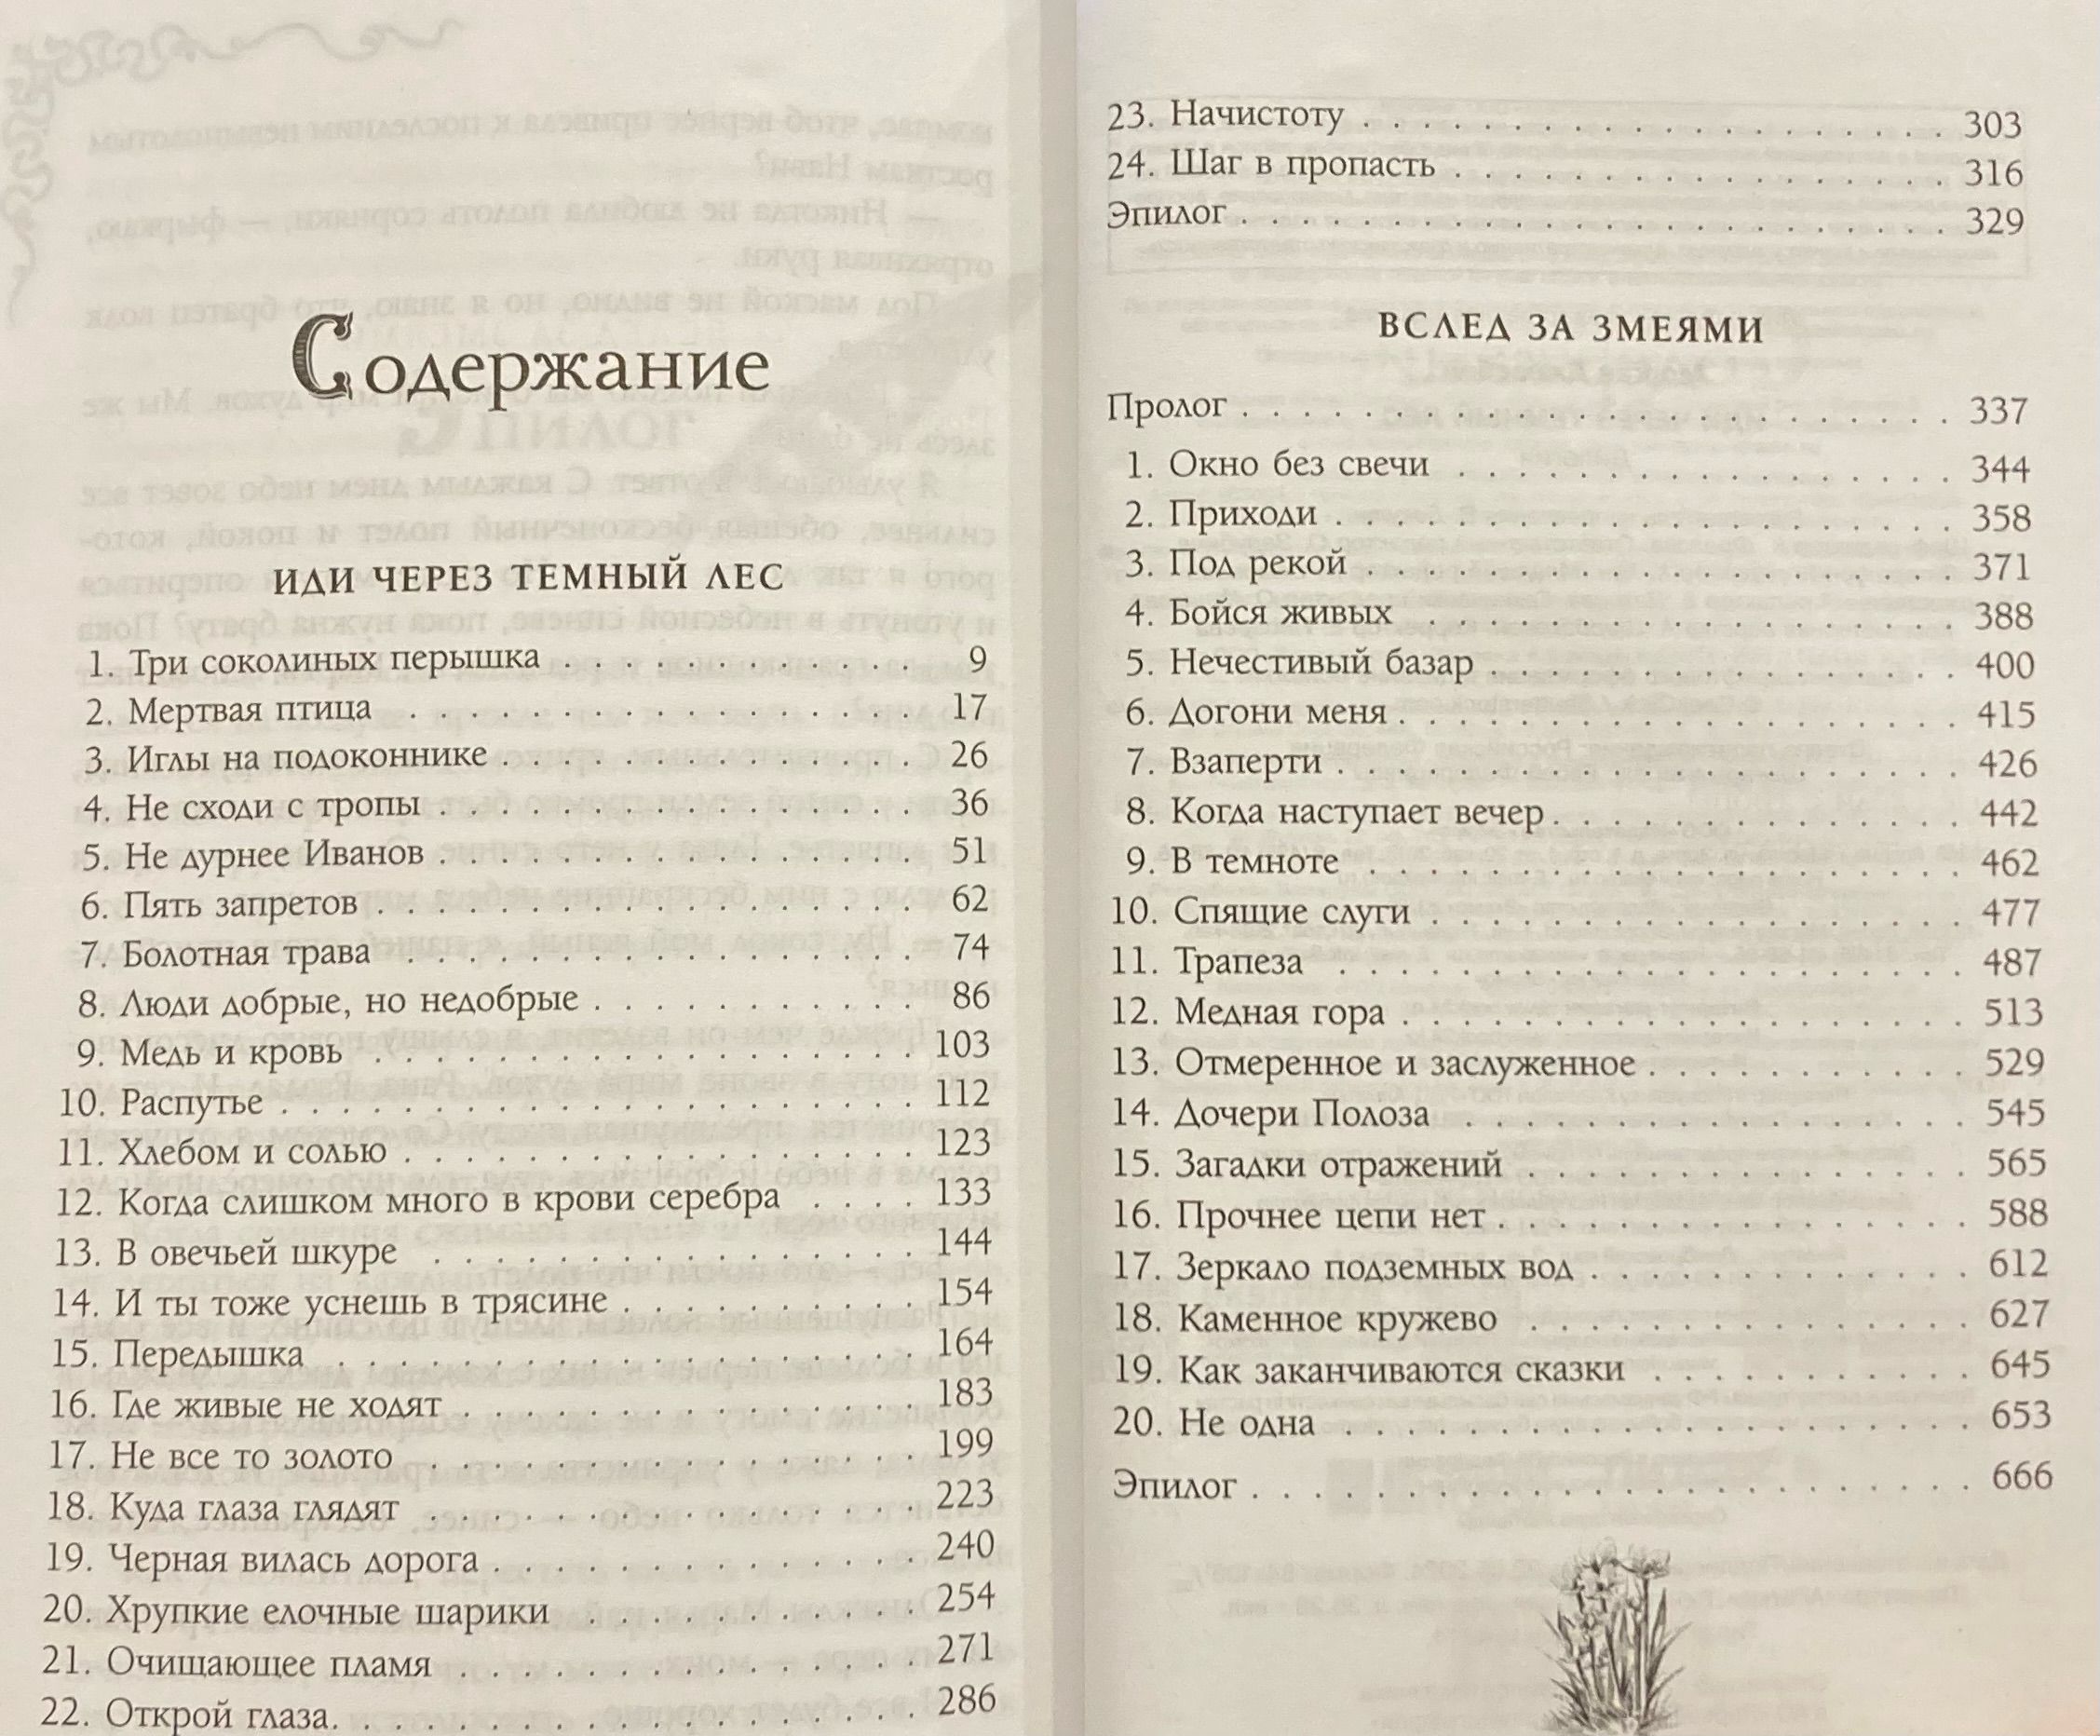 Содержание
ИДИ ЧЕРЕЗ ТЕМНЫЙ ЛЕС
1. Три соколиных перышка . . . . . . . . . . . . 9
2. Мертвая птица . . . . . . . . . . . . . . . . . 17
3. Иглы на подоконнике . . . . . . . . . . . . . . 26
4. Не сходи с тропы . . . . . . . . . . . . . . . . 36
5. Не дурнее Иванов . . . . . . . . . . . . . . . . 51
6. Пять запретов . . . . . . . . . . . . . . . . . . 62
7. Болотная трава . . . . . . . . . . . . . . . . . 74
8. Люди добрые, но недобрые . . . . . . . . . . . 86
9. Медь и кровь . . . . . . . . . . . . . . . . . . 103
10. Распутье . . . . . . . . . . . . . . . . . . . . . 112
11. Хлебом и солью . . . . . . . . . . . . . . . . . 123
12. Когда слишком много в крови серебра . . . . 133
13. В овечьей шкуре . . . . . . . . . . . . . . . . 144
14. И ты тоже уснешь в трясине . . . . . . . . . . 154
15. Передышка . . . . . . . . . . . . . . . . . . . 164
16. Где живые не ходят . . . . . . . . . . . . . . . 183
17. Не все то золото . . . . . . . . . . . . . . . . 199
18. Куда глаза глядят . . . . . . . . . . . . . . . . 223
19. Черная вилась дорога . . . . . . . . . . . . . . 240
20. Хрупкие елочные шарики . . . . . . . . . . . 254
21. Очищающее пламя . . . . . . . . . . . . . . . 271
22. Открой глаза. . . . . . . . . . . . . . . . . . . 286
23. Начистоту . . . . . . . . . . . . . . . . . . . 303
24. Шаг в пропасть . . . . . . . . . . . . . . . . 316
Эпилог . . . . . . . . . . . . . . . . . . . . . . . 329
ВСЛЕД ЗА ЗМЕЯМИ
Пролог . . . . . . . . . . . . . . . . . . . . . . . 337
1. Окно без свечи . . . . . . . . . . . . . . . . 344
2. Приходи . . . . . . . . . . . . . . . . . . . . 358
3. Под рекой . . . . . . . . . . . . . . . . . . . 371
4. Бойся живых . . . . . . . . . . . . . . . . . 388
5. Нечестивый базар . . . . . . . . . . . . . . . 400
6. Догони меня . . . . . . . . . . . . . . . . . . 415
7. Взаперти . . . . . . . . . . . . . . . . . . . . 426
8. Когда наступает вечер . . . . . . . . . . . . . 442
9. В темноте . . . . . . . . . . . . . . . . . . . 462
10. Спящие слуги . . . . . . . . . . . . . . . . . 477
11. Трапеза . . . . . . . . . . . . . . . . . . . . 487
12. Медная гора . . . . . . . . . . . . . . . . . . 513
13. Отмеренное и заслуженное . . . . . . . . . . 529
14. Дочери Полоза . . . . . . . . . . . . . . . . 545
15. Загадки отражений . . . . . . . . . . . . . . 565
16. Прочнее цепи нет . . . . . . . . . . . . . . . 588
17. Зеркало подземных вод . . . . . . . . . . . . 612
18. Каменное кружево . . . . . . . . . . . . . . 627
19. Как заканчиваются сказки . . . . . . . . . . 645
20. Не одна . . . . . . . . . . . . . . . . . . . . 653
Эпилог . . . . . . . . . . . . . . . . . . . . . . . 666